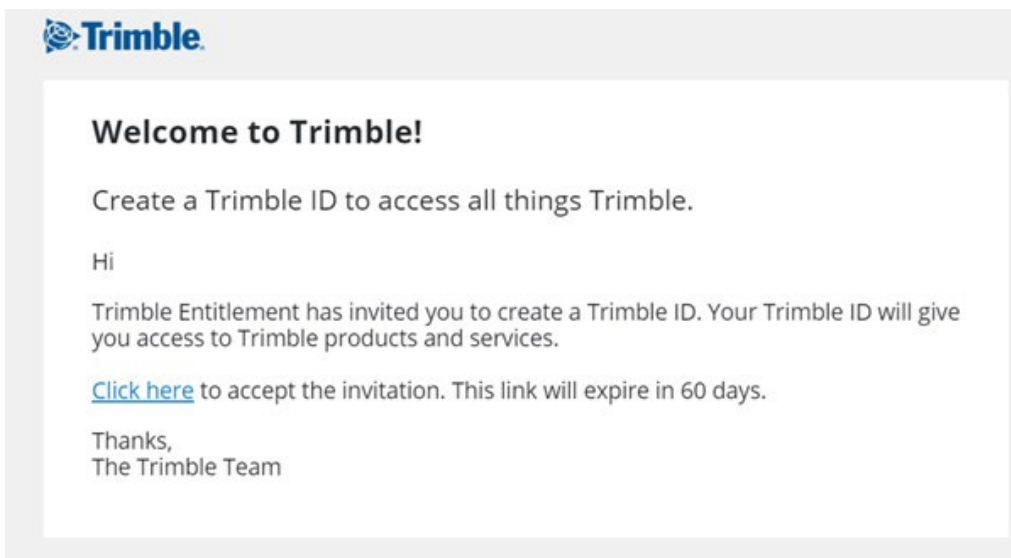 Trimble.
Welcome to Trimble!
Create a Trimble ID to access all things Trimble.
Hi
Trimble Entitlement has invited you to create a Trimble ID. Your Trimble ID will give
you access to Trimble products and services.
Click here to accept the invitation. This link will expire in 60 days.
Thanks,
The Trimble Team